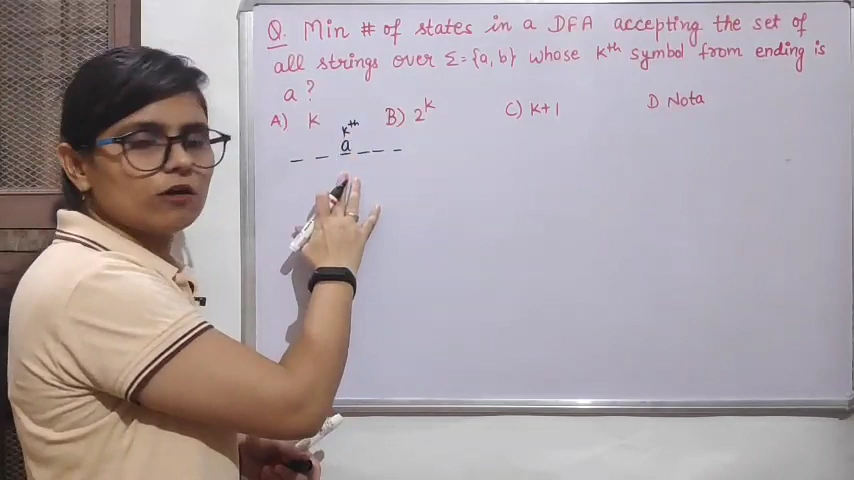 Q. Min # of states in a DFA accepting the set of
all strings over Σ={a,b} whose kth symbol from ending is
a?
A) K B) 2^k C) K+1 D Nota
kth
_ _ a _ _ _